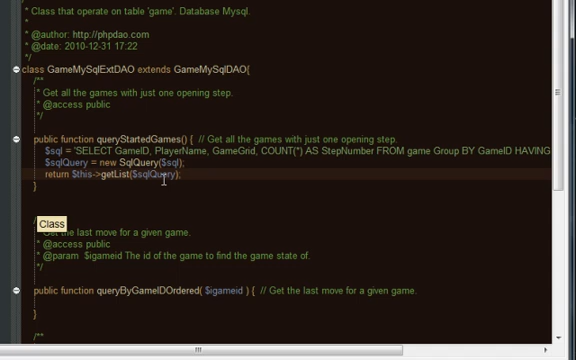 * Class that operate on table 'game'. Database Mysql.
*
* @author: http://phpdao.com
* @date: 2010-12-31 17:22
*/
class GameMySqlExtDAO extends GameMySqlDAO{
/**
* Get all the games with just one opening step.
* @access public
*/
public function queryStartedGames() { // Get all the games with just one opening step.
$sql = 'SELECT GameID, PlayerName, GameGrid, COUNT(*) AS StepNumber FROM game Group BY GameID HAVING
$sqlQuery = new SqlQuery($sql);
return $this->getList($sqlQuery);
}
/
Class
Get the last move for a given game.
* @access public
* @param $igameid The id of the game to find the game state of.
*/
public function queryByGameIDOrdered( $igameid ) { // Get the last move for a given game.
}
/**